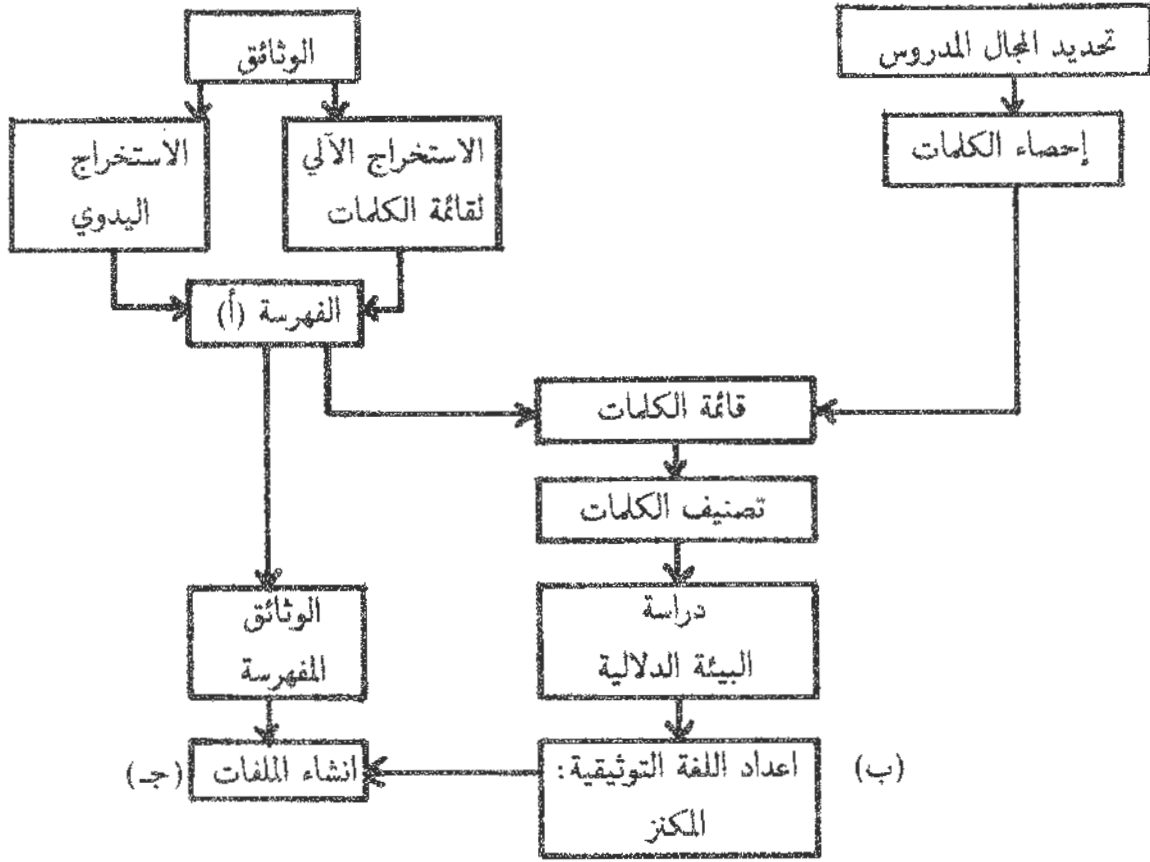 تحديد المجال المدروس
إحصاء الكلمات
الوثائق
الاستخراج الآلي
لقائمة الكلمات
الأستخراج
اليدوي
الفهرسة (أ)
قائمة الكلمات
تصنيف الكلمات
دراسة
البيئة الدلالية
الوثائق
المفهرسة
(ب)
اعداد اللغة التوثيقية:
المكنز
انشاء الملفات
(جـ)